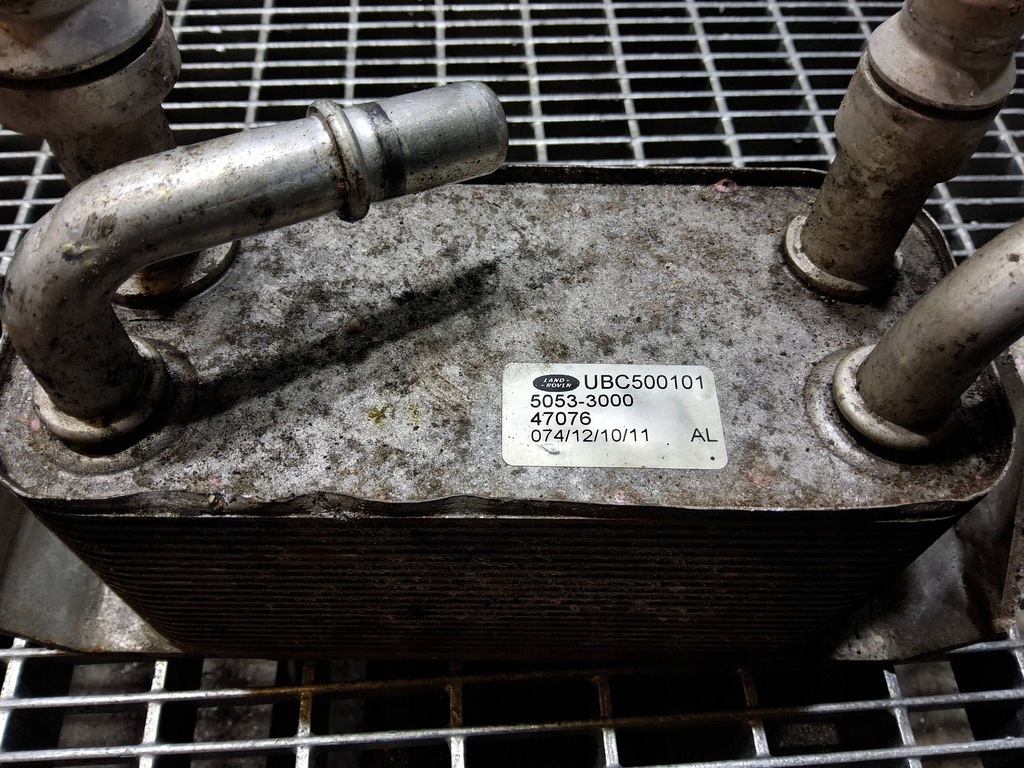 LAND-
-ROVER UBC500101
5053-3000
47076
074/12/10/11 AL